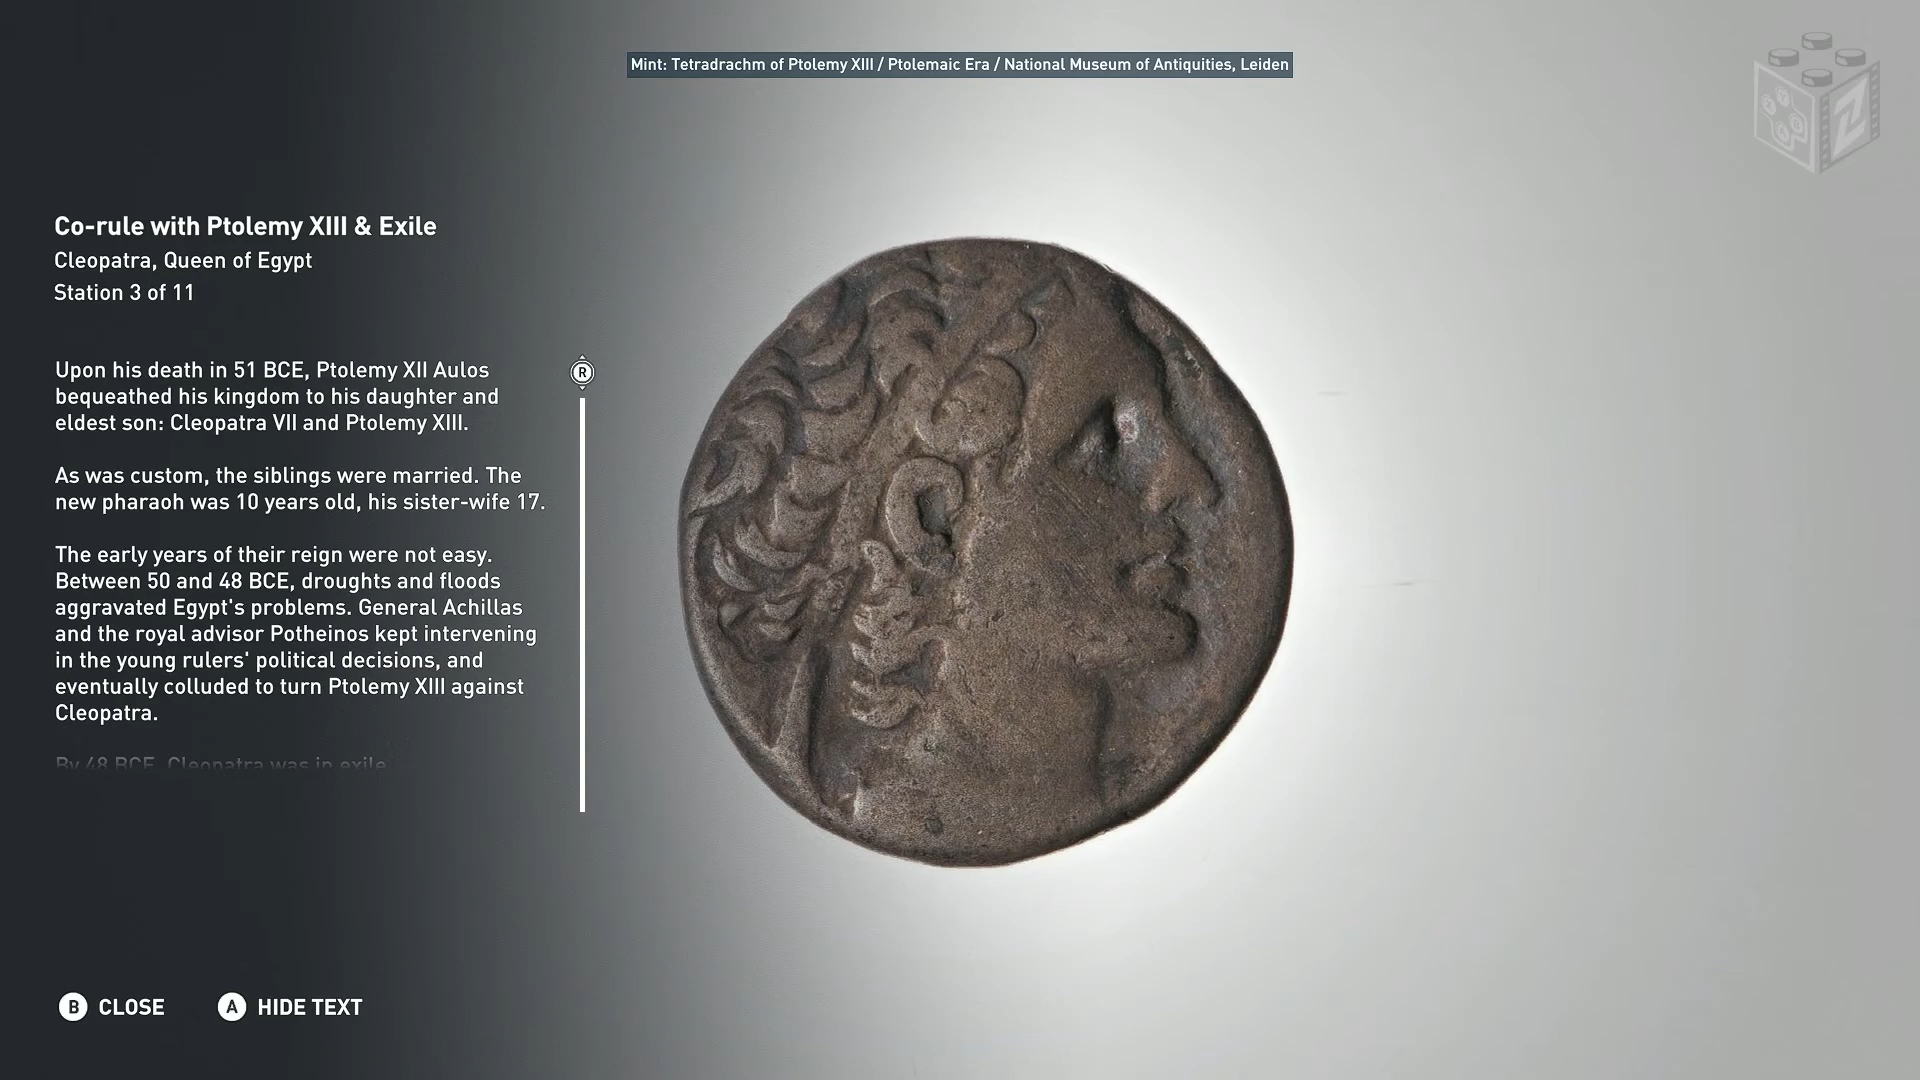 Mint: Tetradrachm of Ptolemy XIII / Ptolemaic Era / National Museum of Antiquities, Leiden
Co-rule with Ptolemy XIII & Exile
Cleopatra, Queen of Egypt
Station 3 of 11
Upon his death in 51 BCE, Ptolemy XII Aulos
bequeathed his kingdom to his daughter and
eldest son: Cleopatra VII and Ptolemy XIII.
As was custom, the siblings were married. The
new pharaoh was 10 years old, his sister-wife 17.
The early years of their reign were not easy.
Between 50 and 48 BCE, droughts and floods
aggravated Egypt's problems. General Achillas
and the royal advisor Potheinos kept intervening
in the young rulers' political decisions, and
eventually colluded to turn Ptolemy XIII against
Cleopatra.
By 48 BCE, Cleopatra was in exile
R
B CLOSE A HIDE TEXT